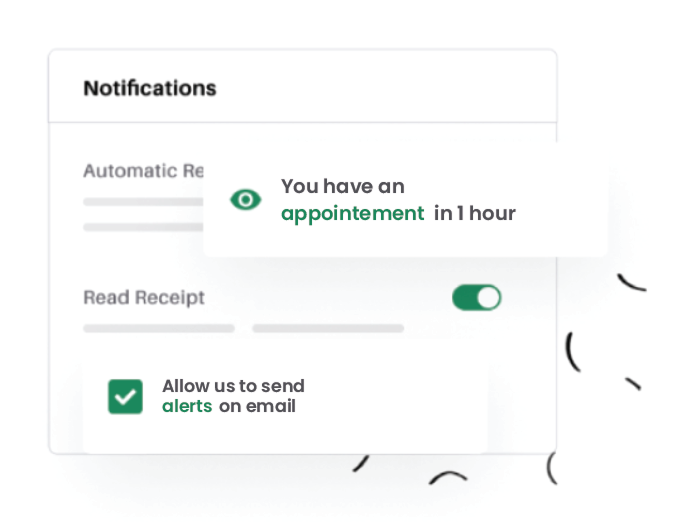 Notifications
Automatic Re
You have an
appointement in 1 hour
Read Receipt
Allow us to send
alerts on email